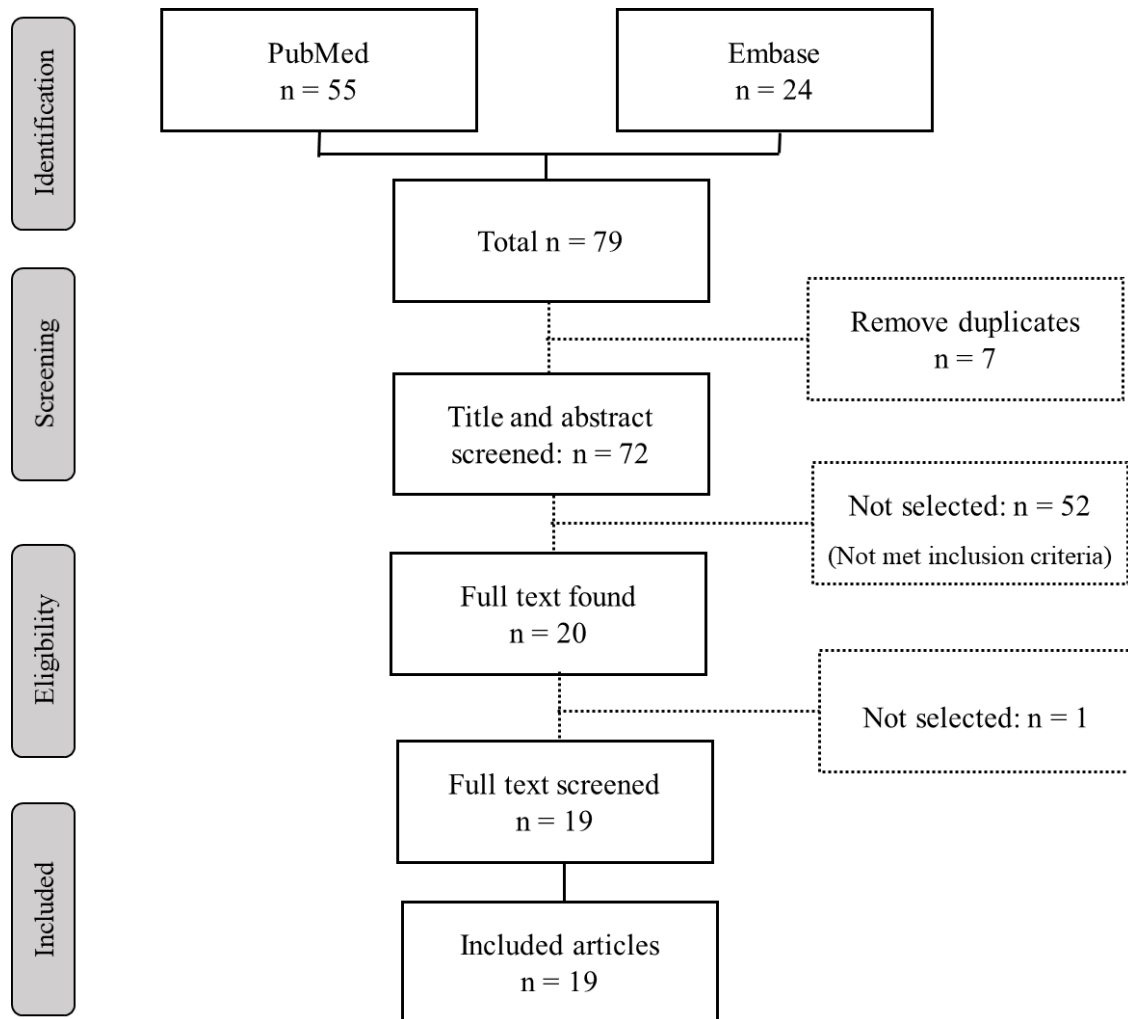 Identification
PubMed
n = 55
Embase
n = 24
Total n = 79
Screening
Remove duplicates
n = 7
Title and abstract
screened: n = 72
Not selected: n = 52
(Not met inclusion criteria)
Eligibility
Full text found
n = 20
Not selected: n = 1
Full text screened
n = 19
Included
Included articles
n = 19